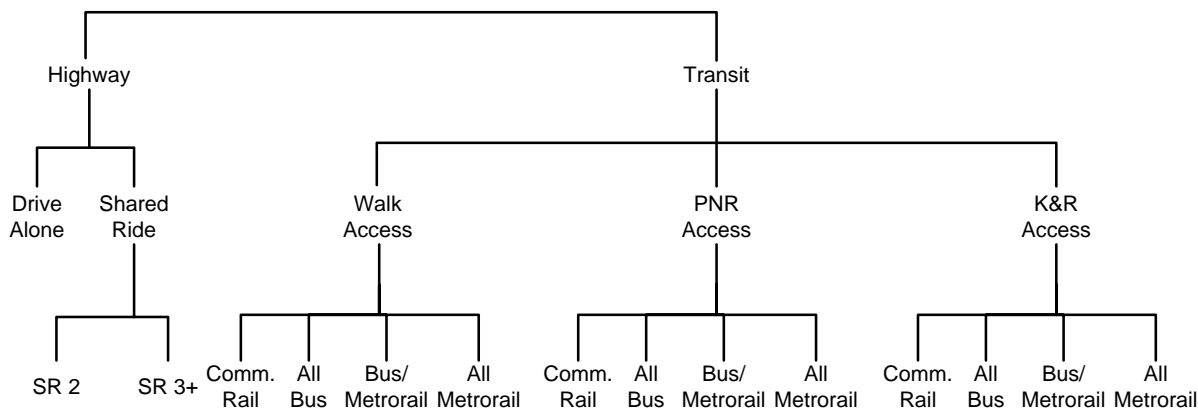 Highway
Transit
Drive
Alone
Shared
Ride
Walk
Access
PNR
Access
K&R
Access
SR 2
SR 3+
Comm.
Rail
All
Bus
Bus/
Metrorail
All
Metrorail
Comm.
Rail
All
Bus
Bus/
Metrorail
All
Metrorail
Comm.
Rail
All
Bus
Bus/
Metrorail
All
Metrorail